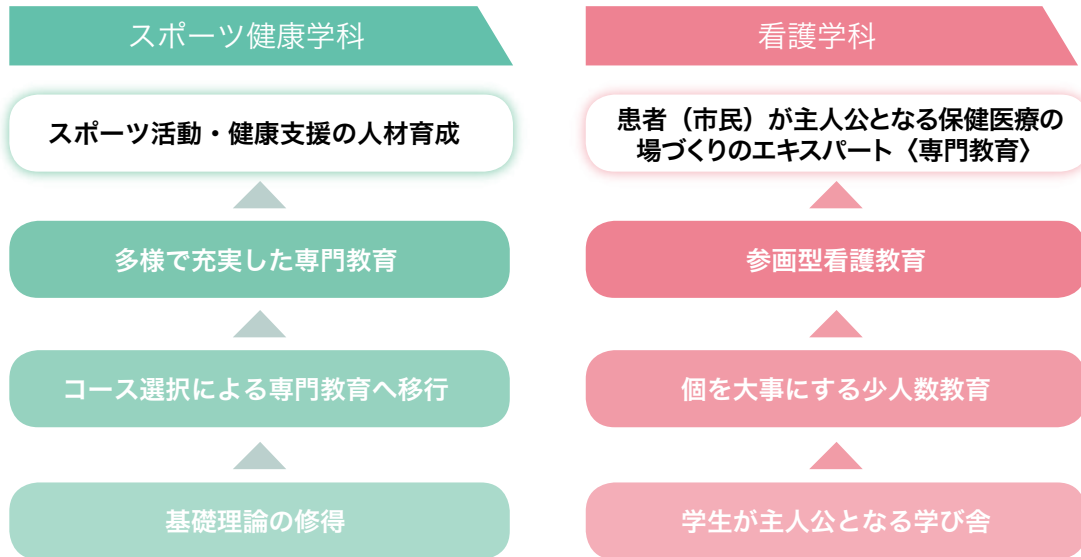 スポーツ健康学科
スポーツ活動・健康支援の人材育成
多様で充実した専門教育
コース選択による専門教育へ移行
基礎理論の修得
看護学科
患者（市民）が主人公となる保健医療の
場づくりのエキスパート〈専門教育〉
参画型看護教育
個を大事にする少人数教育
学生が主人公となる学び舎